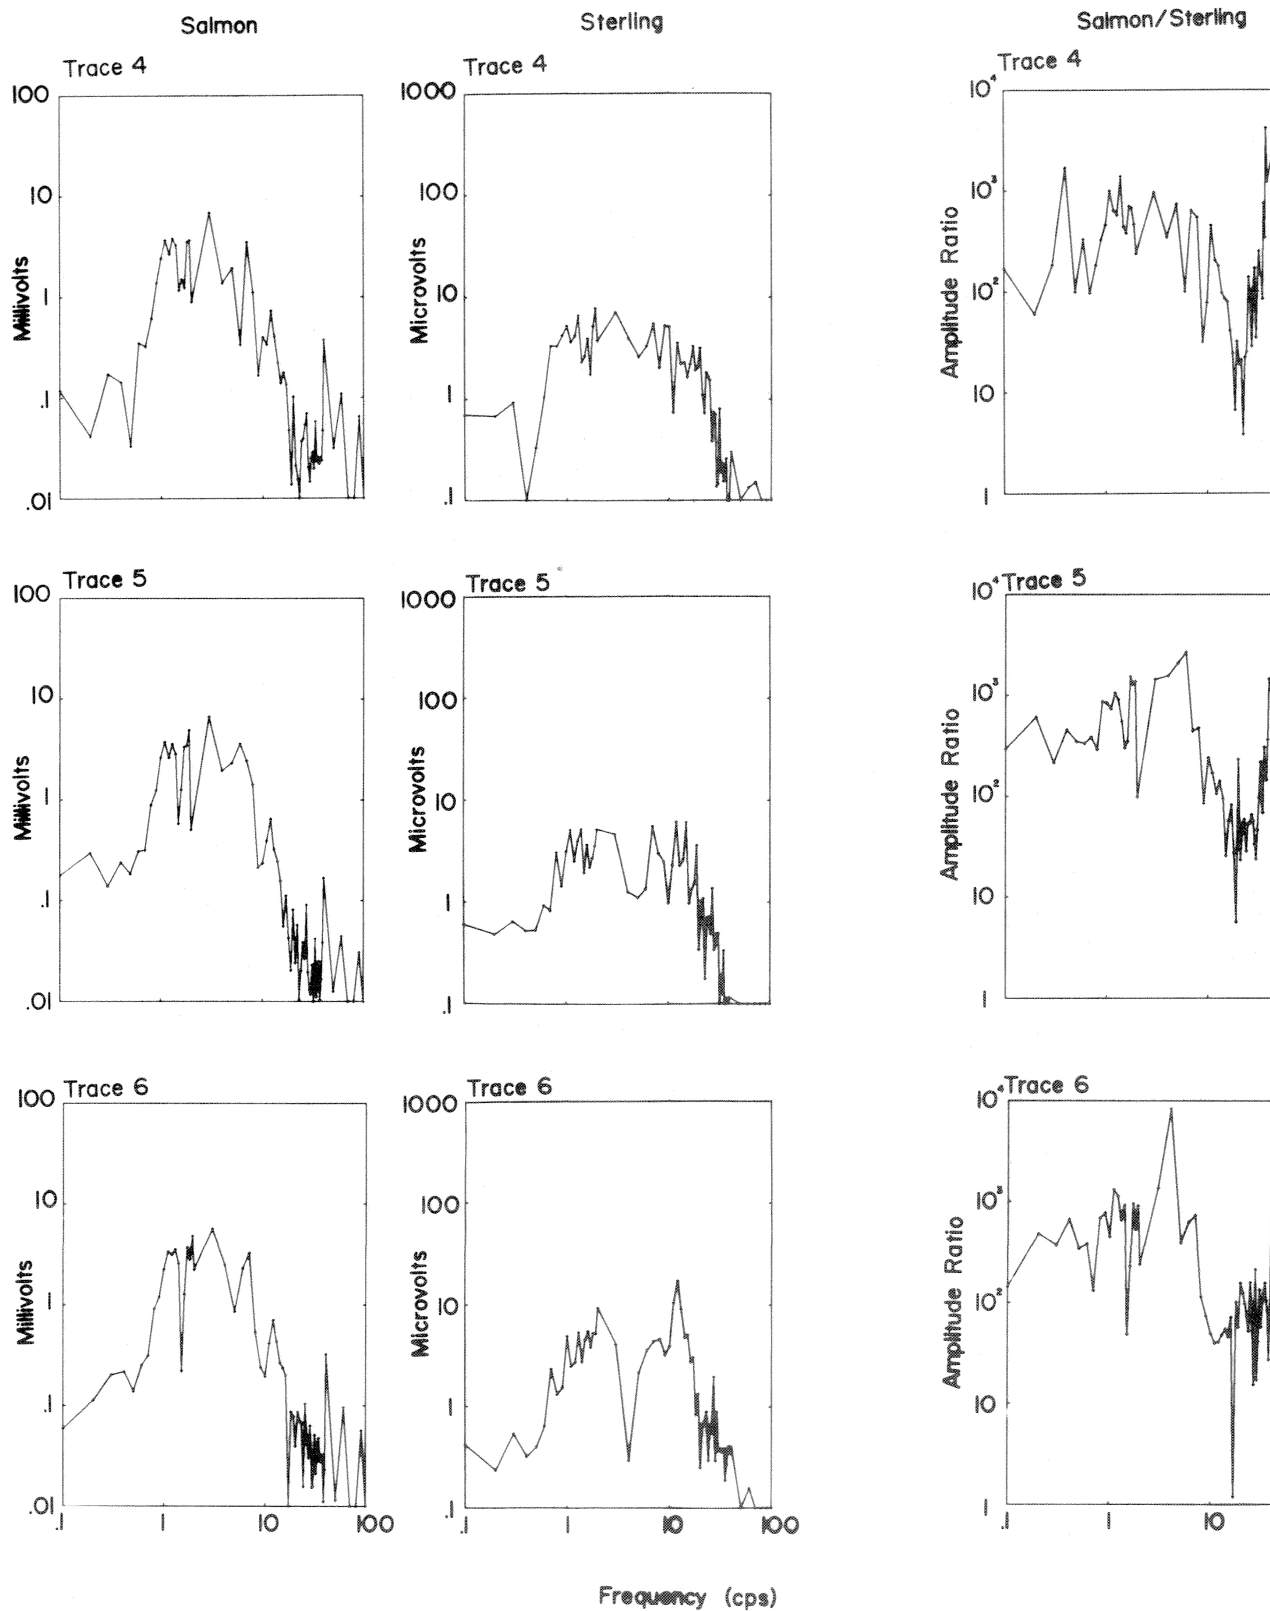 Salmon
Sterling
Salmon/Sterling
Trace 4
Trace 4
Trace 4
100
10
1
.1
.01
Millivolts
1000
100
10
1
.1
Microvolts
10⁴
10³
10²
10
1
Amplitude Ratio
Trace 5
Trace 5
Trace 5
100
10
1
.1
.01
Millivolts
1000
100
10
1
.1
Microvolts
10⁴
10³
10²
10
1
Amplitude Ratio
Trace 6
Trace 6
Trace 6
100
10
1
.1
.01
Millivolts
1000
100
10
1
.1
Microvolts
10⁴
10³
10²
10
1
Amplitude Ratio
.1 1 10 100
.1 1 10 100
.1 1 10
Frequency (cps)